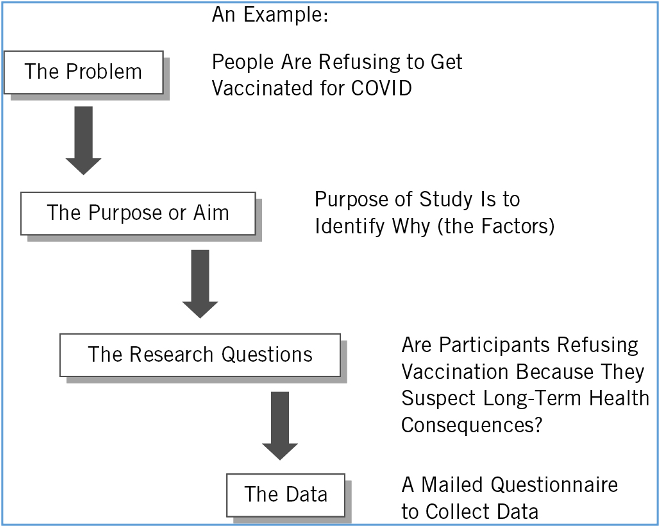 An Example:
The Problem
People Are Refusing to Get
Vaccinated for COVID
The Purpose or Aim
Purpose of Study Is to
Identify Why (the Factors)
The Research Questions
Are Participants Refusing
Vaccination Because They
Suspect Long-Term Health
Consequences?
The Data
A Mailed Questionnaire
to Collect Data